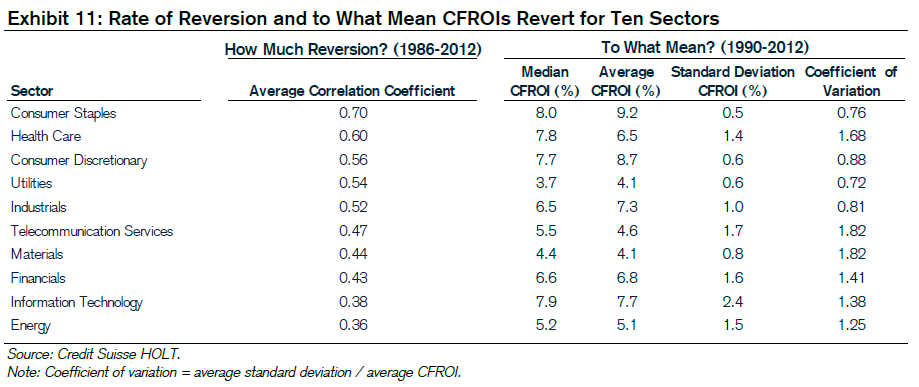 Exhibit 11: Rate of Reversion and to What Mean CFROIs Revert for Ten Sectors
How Much Reversion? (1986-2012) To What Mean? (1990-2012)
Median Average Standard Deviation Coefficient of
Sector Average Correlation Coefficient CFROI (%) CFROI (%) CFROI (%) Variation
Consumer Staples 0.70 8.0 9.2 0.5 0.76
Health Care 0.60 7.8 6.5 1.4 1.68
Consumer Discretionary 0.56 7.7 8.7 0.6 0.88
Utilities 0.54 3.7 4.1 0.6 0.72
Industrials 0.52 6.5 7.3 1.0 0.81
Telecommunication Services 0.47 5.5 4.6 1.7 1.82
Materials 0.44 4.4 4.1 0.8 1.82
Financials 0.43 6.6 6.8 1.6 1.41
Information Technology 0.38 7.9 7.7 2.4 1.38
Energy 0.36 5.2 5.1 1.5 1.25
Source: Credit Suisse HOLT.
Note: Coefficient of variation = average standard deviation / average CFROI.